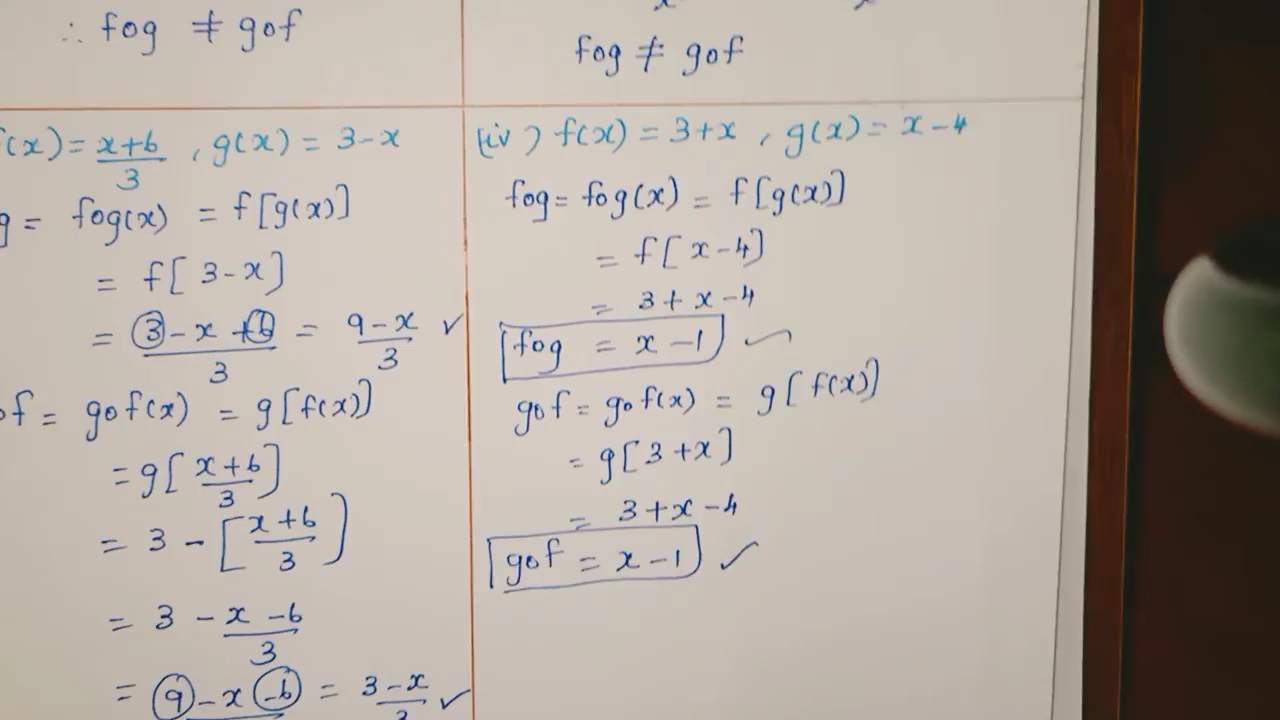 ∴ fog ≠ gof
fog ≠ gof
f(x) = x+6/3 , g(x) = 3-x
g = fog(x) = f[g(x)]
= f[3-x]
= 3-x+6/3 = 9-x/3 ✓
of = gof(x) = g[f(x)]
= g[x+6/3]
= 3 - [x+6/3]
= 3 - x-6/3
= 9-x-6 = 3-x/3 ✓
(iv) f(x) = 3+x , g(x) = x-4
fog = fog(x) = f[g(x)]
= f[x-4]
= 3+x-4
fog = x-1 ✓
gof = gof(x) = g[f(x)]
= g[3+x]
= 3+x-4
gof = x-1 ✓